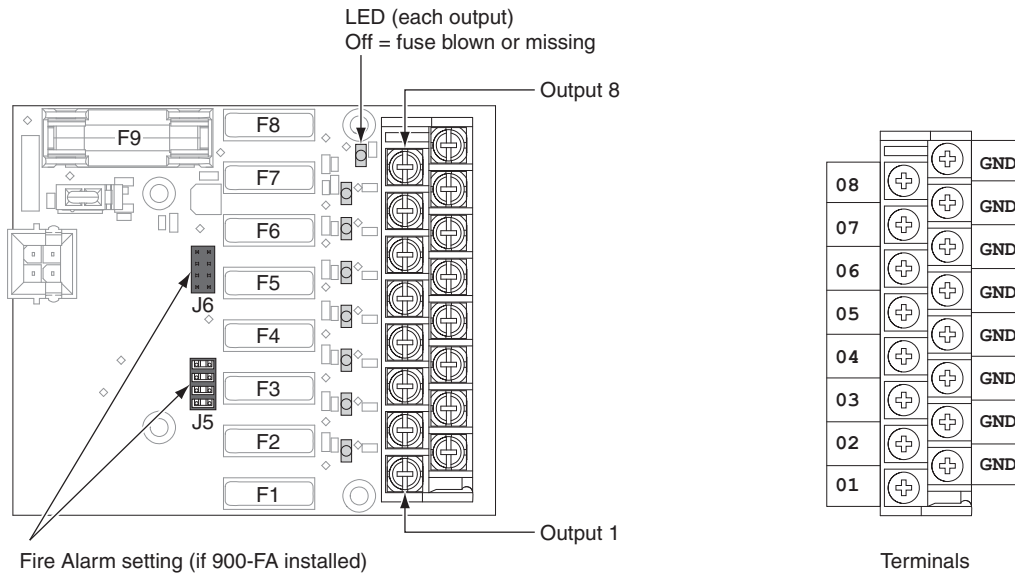 LED (each output)
Off = fuse blown or missing
Output 8
F9
F8
F7
F6
F5
J6
F4
F3
J5
F2
F1
Output 1
Fire Alarm setting (if 900-FA installed)
GND
08
GND
07
GND
06
GND
05
GND
04
GND
03
GND
02
GND
01
Terminals